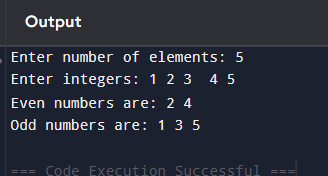 Output
Enter number of elements: 5
Enter integers: 1 2 3  4 5
Even numbers are: 2 4
Odd numbers are: 1 3 5
=== Code Execution Successful ===